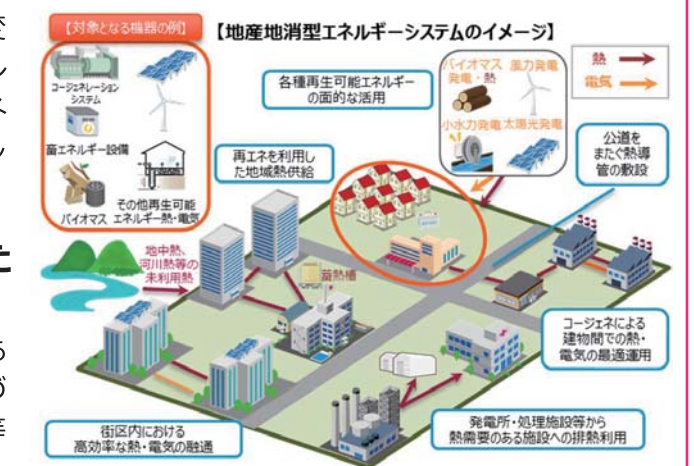 変
【対象となる機器の例】
【地産地消型エネルギーシステムのイメージ】
コージェネレーション
システム
畜エネルギー設備
バイオマス
その他再生可能
エネルギー熱・電気
各種再生可能エネルギー
の面的な活用
バイオマス
発電・熱
風力発電
小水力発電
太陽光発電
熱
電気
公道を
またぐ熱導
管の敷設
再エネを利用し
た地域熱供給
地中熱、
河川熱等の
未利用熱
蓄熱槽
コージェネによる
建物間での熱・
電気の最適運用
街区内における
高効率な熱・電気の融通
発電所・処理施設等から
熱需要のある施設への排熱利用